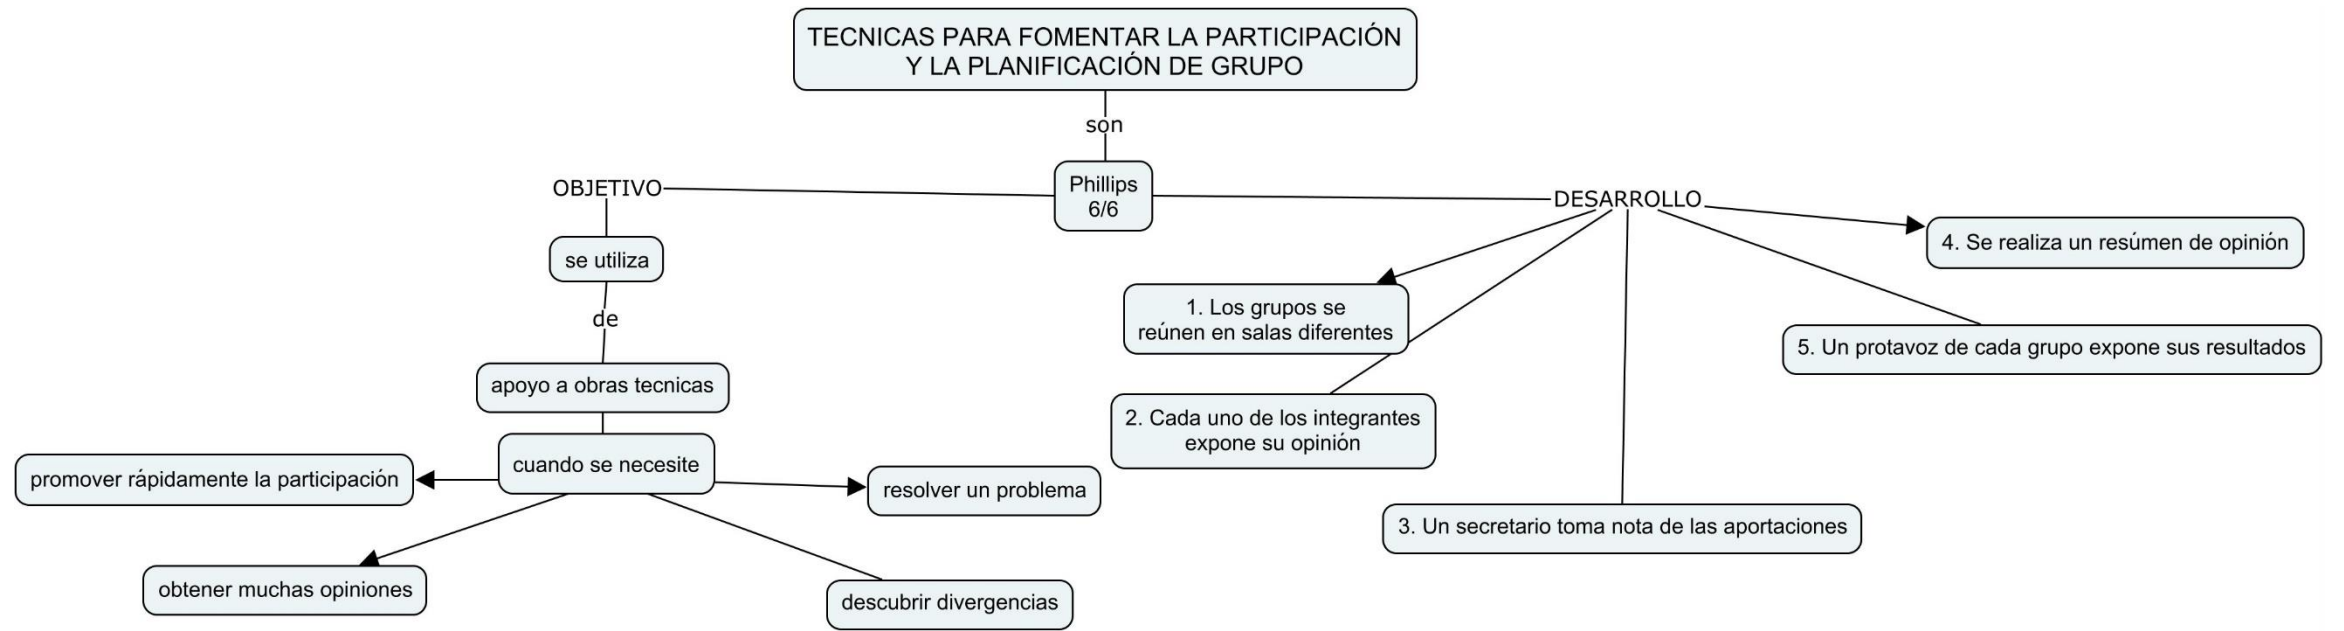 TECNICAS PARA FOMENTAR LA PARTICIPACIÓN
Y LA PLANIFICACIÓN DE GRUPO
son
Phillips
6/6
OBJETIVO
se utiliza
de
apoyo a obras tecnicas
cuando se necesite
promover rápidamente la participación
obtener muchas opiniones
descubrir divergencias
resolver un problema
DESARROLLO
1. Los grupos se
reúnen en salas diferentes
2. Cada uno de los integrantes
expone su opinión
3. Un secretario toma nota de las aportaciones
4. Se realiza un resúmen de opinión
5. Un protavoz de cada grupo expone sus resultados